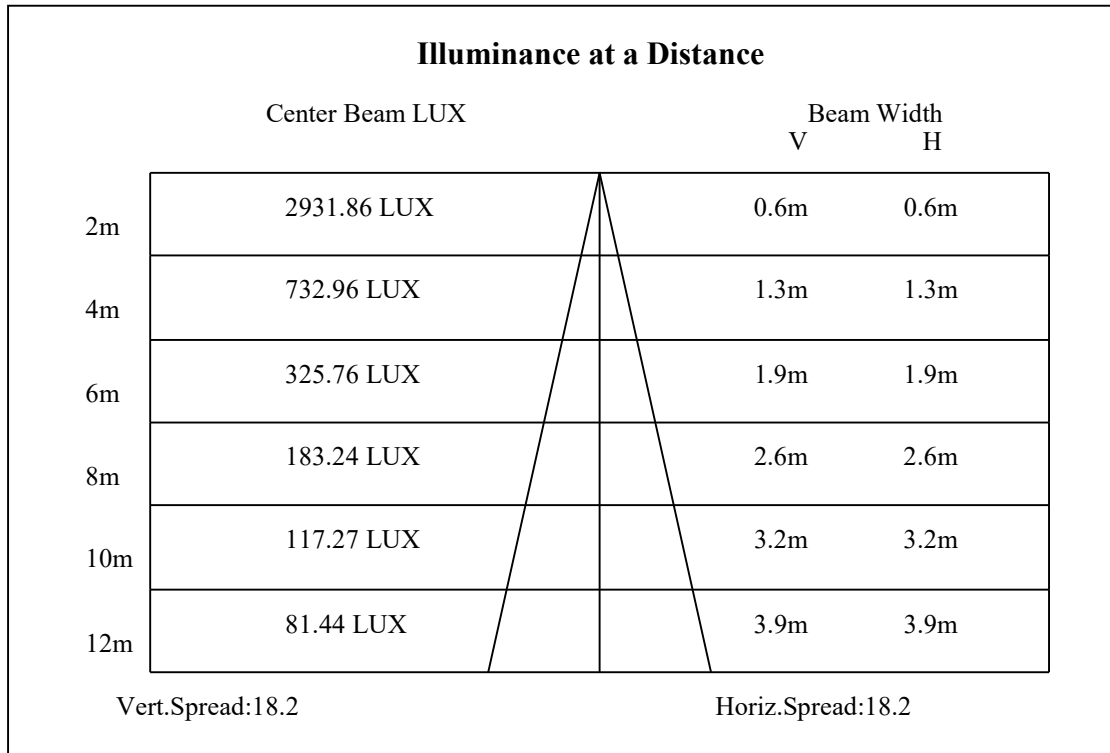 Illuminance at a Distance
Center Beam LUX Beam Width
V H
2m 2931.86 LUX 0.6m 0.6m
4m 732.96 LUX 1.3m 1.3m
6m 325.76 LUX 1.9m 1.9m
8m 183.24 LUX 2.6m 2.6m
10m 117.27 LUX 3.2m 3.2m
12m 81.44 LUX 3.9m 3.9m
Vert.Spread:18.2 Horiz.Spread:18.2